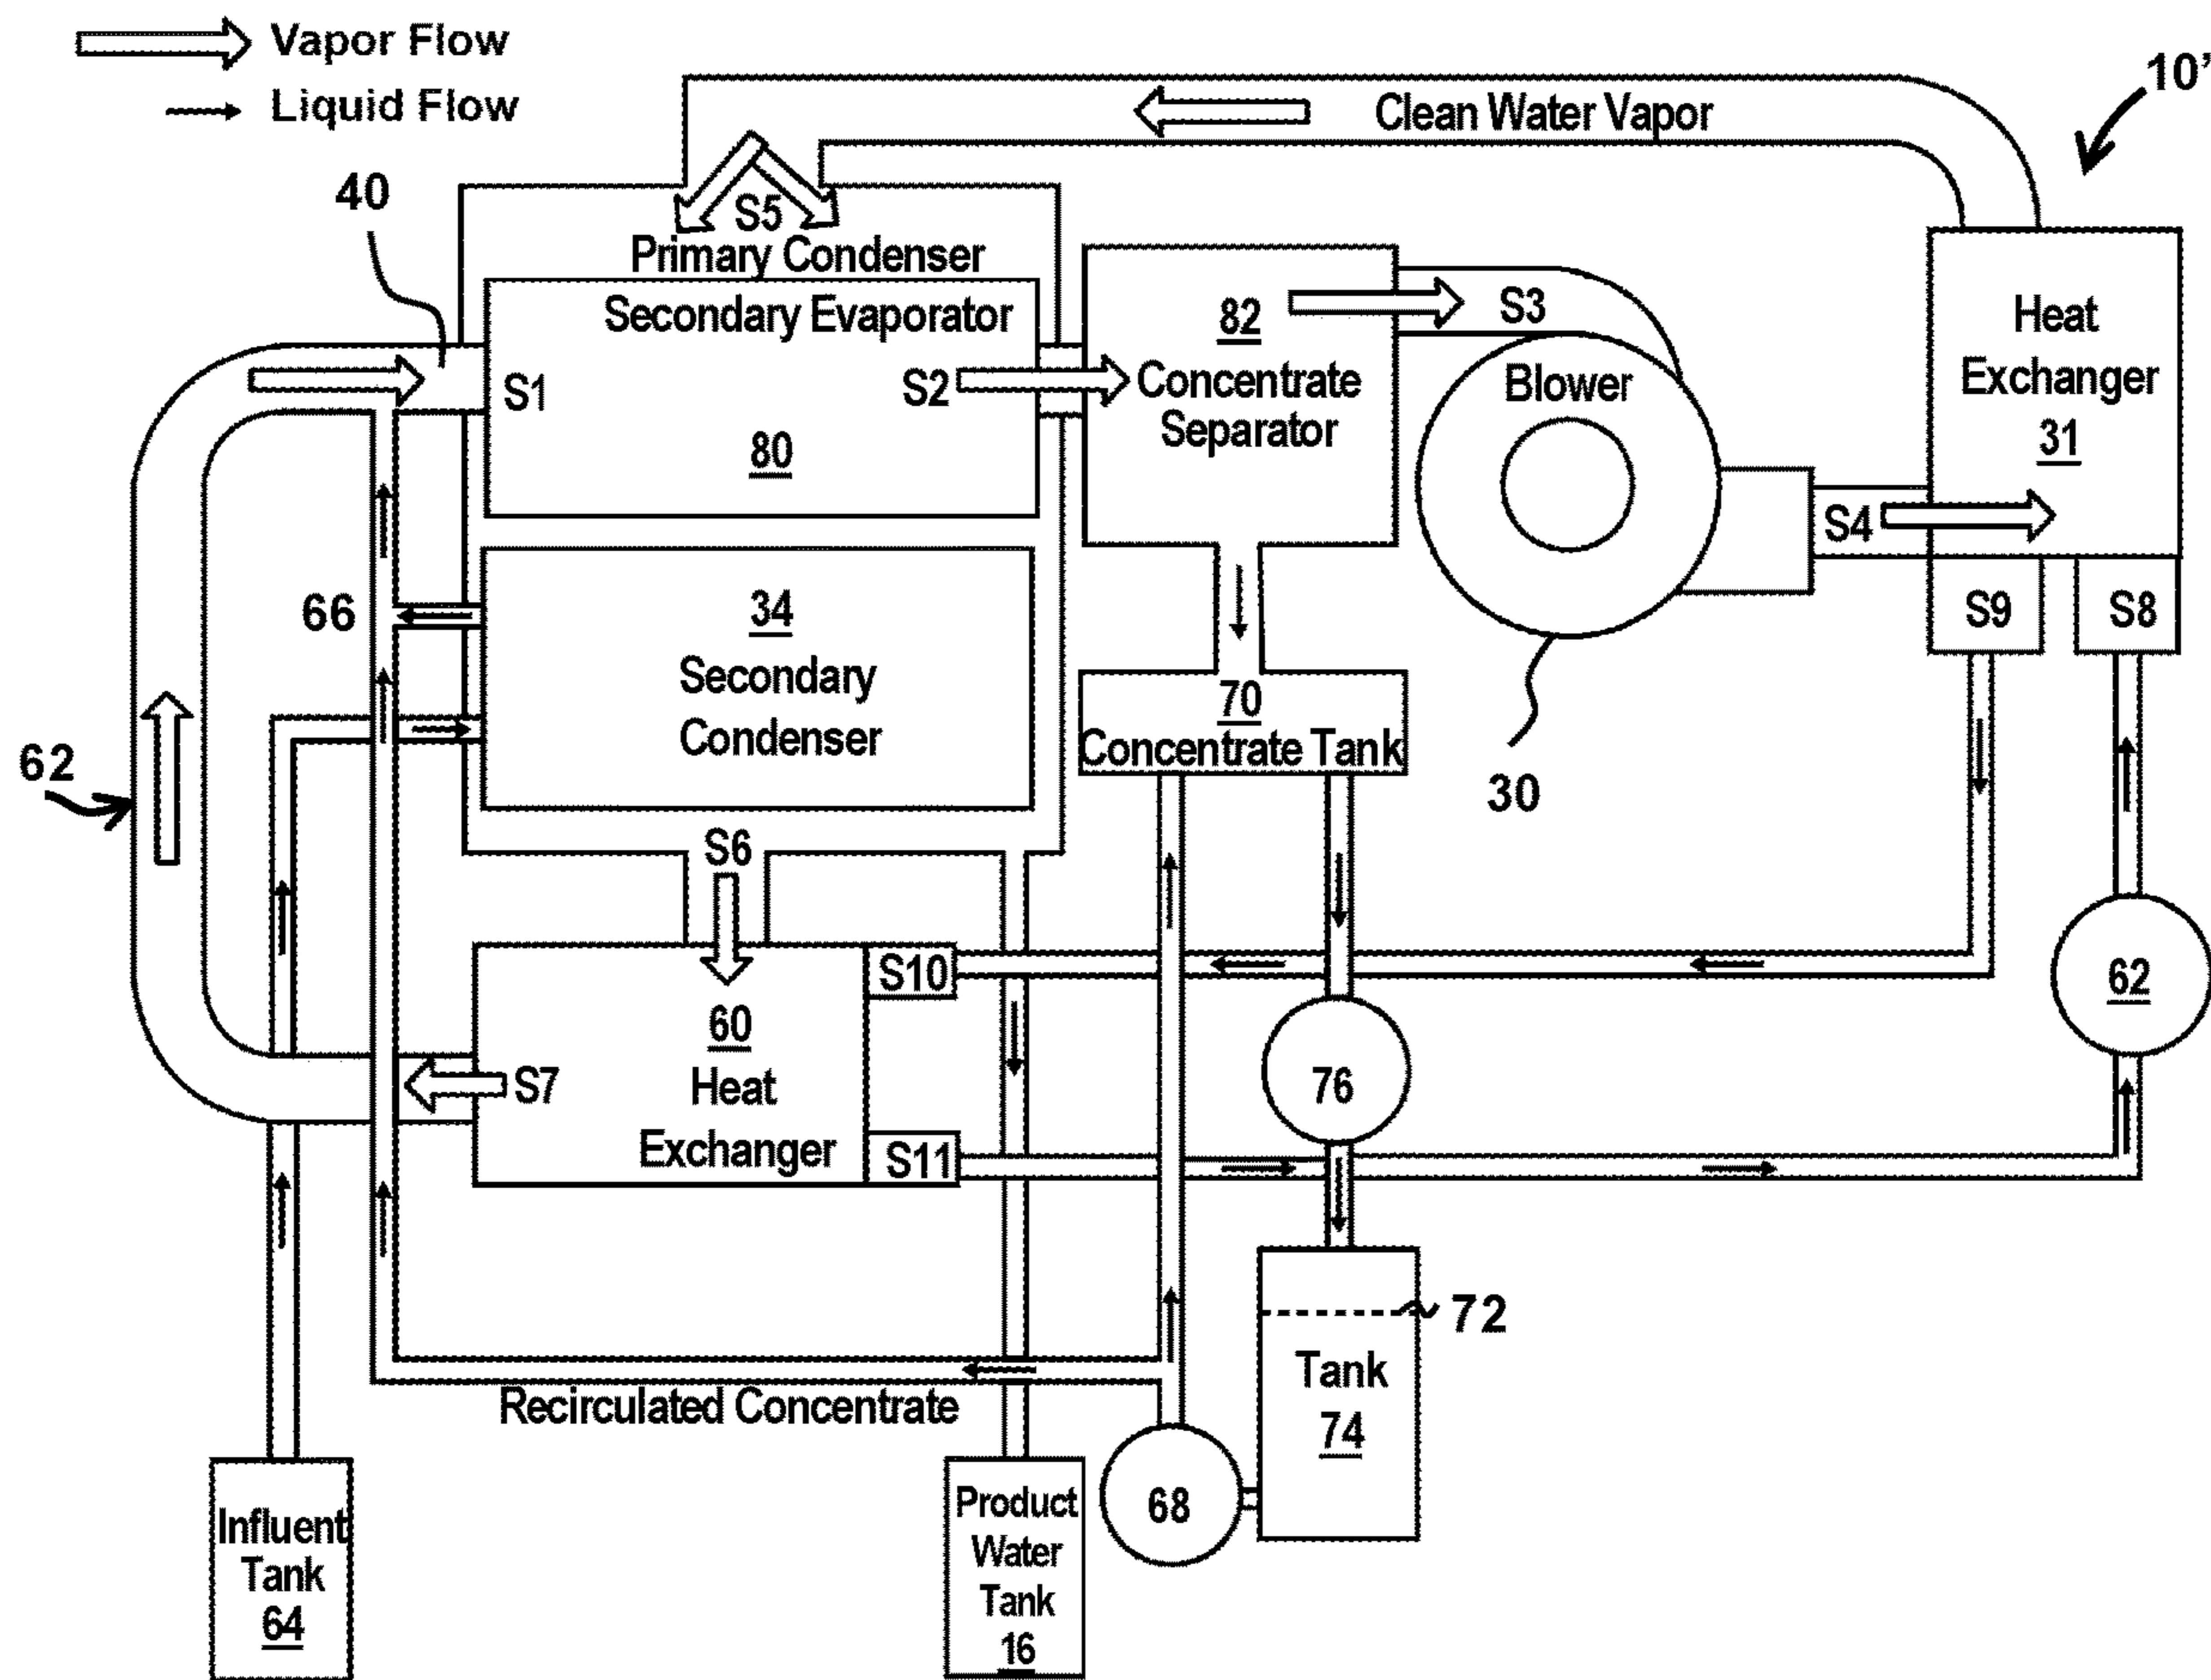 Vapor Flow
Liquid Flow
10'
Clean Water Vapor
40
S5
Primary Condenser
Secondary Evaporator
S1
S2
80
82
Concentrate
Separator
S3
Blower
30
S4
Heat
Exchanger
31
S9
S8
66
34
Secondary
Condenser
70
Concentrate Tank
62
S6
S10
60
Heat
Exchanger
S7
S11
76
62
72
Tank
74
Recirculated Concentrate
68
Influent
Tank
64
Product
Water
Tank
16